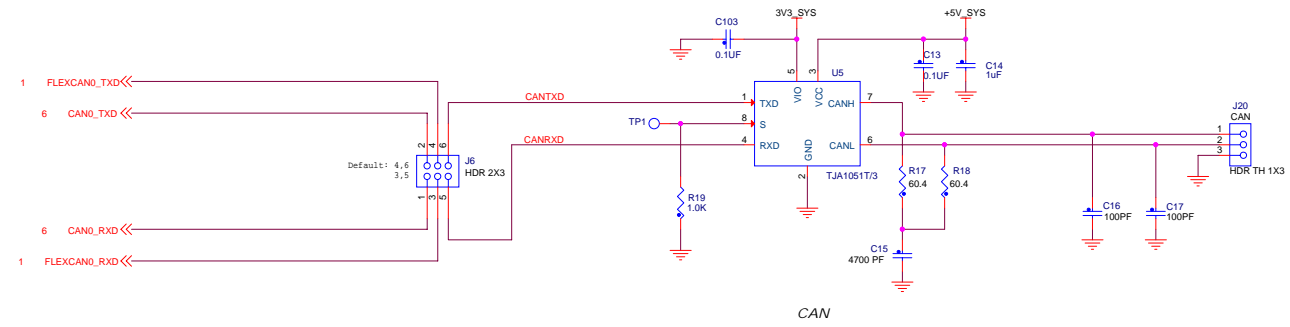 3V3_SYS
+5V_SYS
C103
0.1UF
C13
0.1UF
C14
1uF
1 FLEXCAN0_TXD
6 CAN0_TXD
CANTXD
CANRXD
TP1
U5
5
3
VIO
VCC
1 TXD
8 S
4 RXD
CANH 7
CANL 6
GND
2
TJA1051T/3
J20
CAN
1
2
3
HDR TH 1X3
2 4 6
Default: 4,6
3,5
J6
HDR 2X3
1 3 5
R17
60.4
R18
60.4
R19
1.0K
C16
100PF
C17
100PF
6 CAN0_RXD
1 FLEXCAN0_RXD
C15
4700 PF
CAN